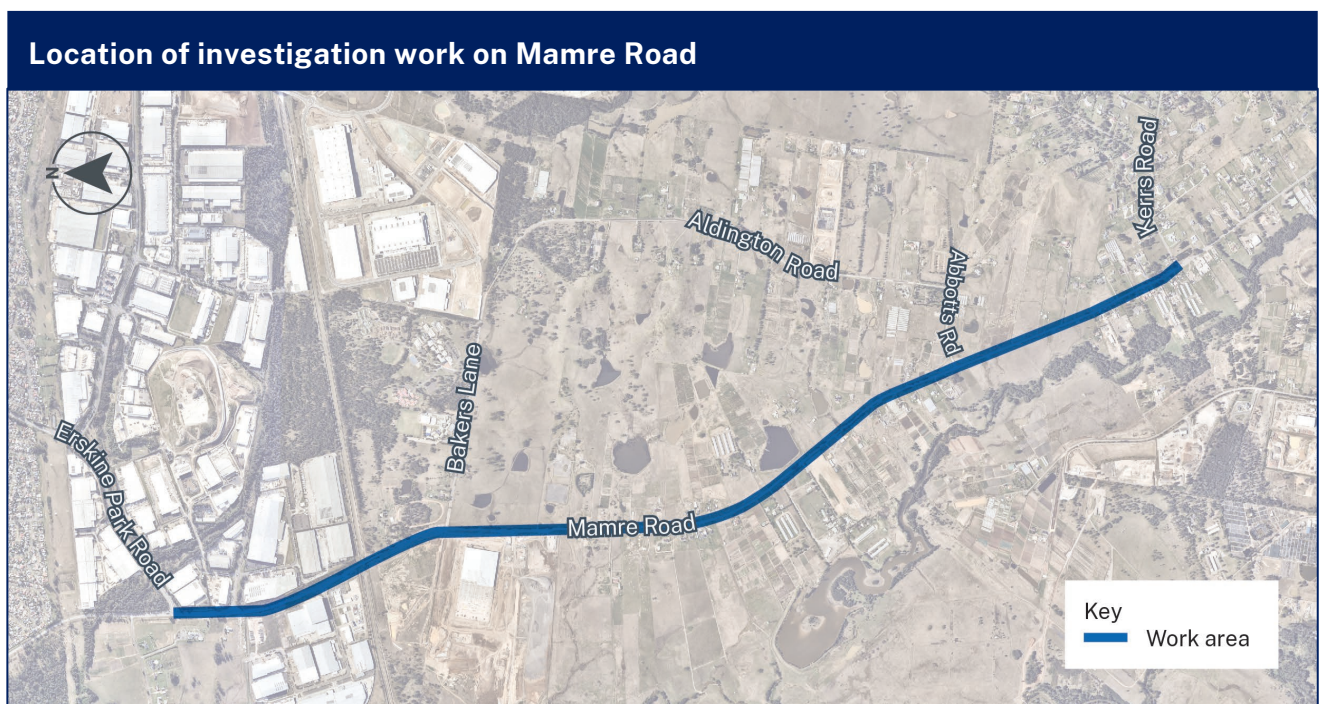 Location of investigation work on Mamre Road
N
Kerrs Road
Aldington Road
Abbotts Rd
Bakers Lane
Erskine Park Road
Mamre Road
Key
Work area